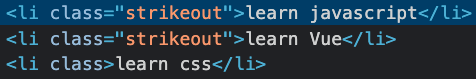 <li class="strikeout">learn javascript</li>
<li class="strikeout">learn Vue</li>
<li class>learn css</li>